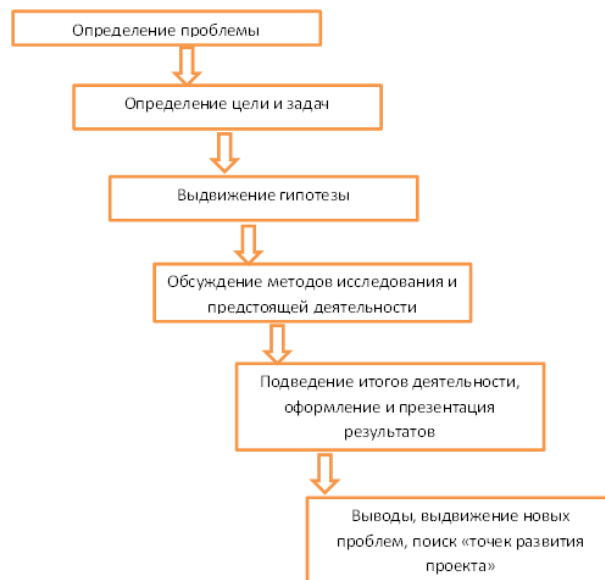 Определение проблемы
Определение цели и задач
Выдвижение гипотезы
Обсуждение методов исследования и
предстоящей деятельности
Подведение итогов деятельности,
оформление и презентация
результатов
Выводы, выдвижение новых
проблем, поиск «точек развития
проекта»